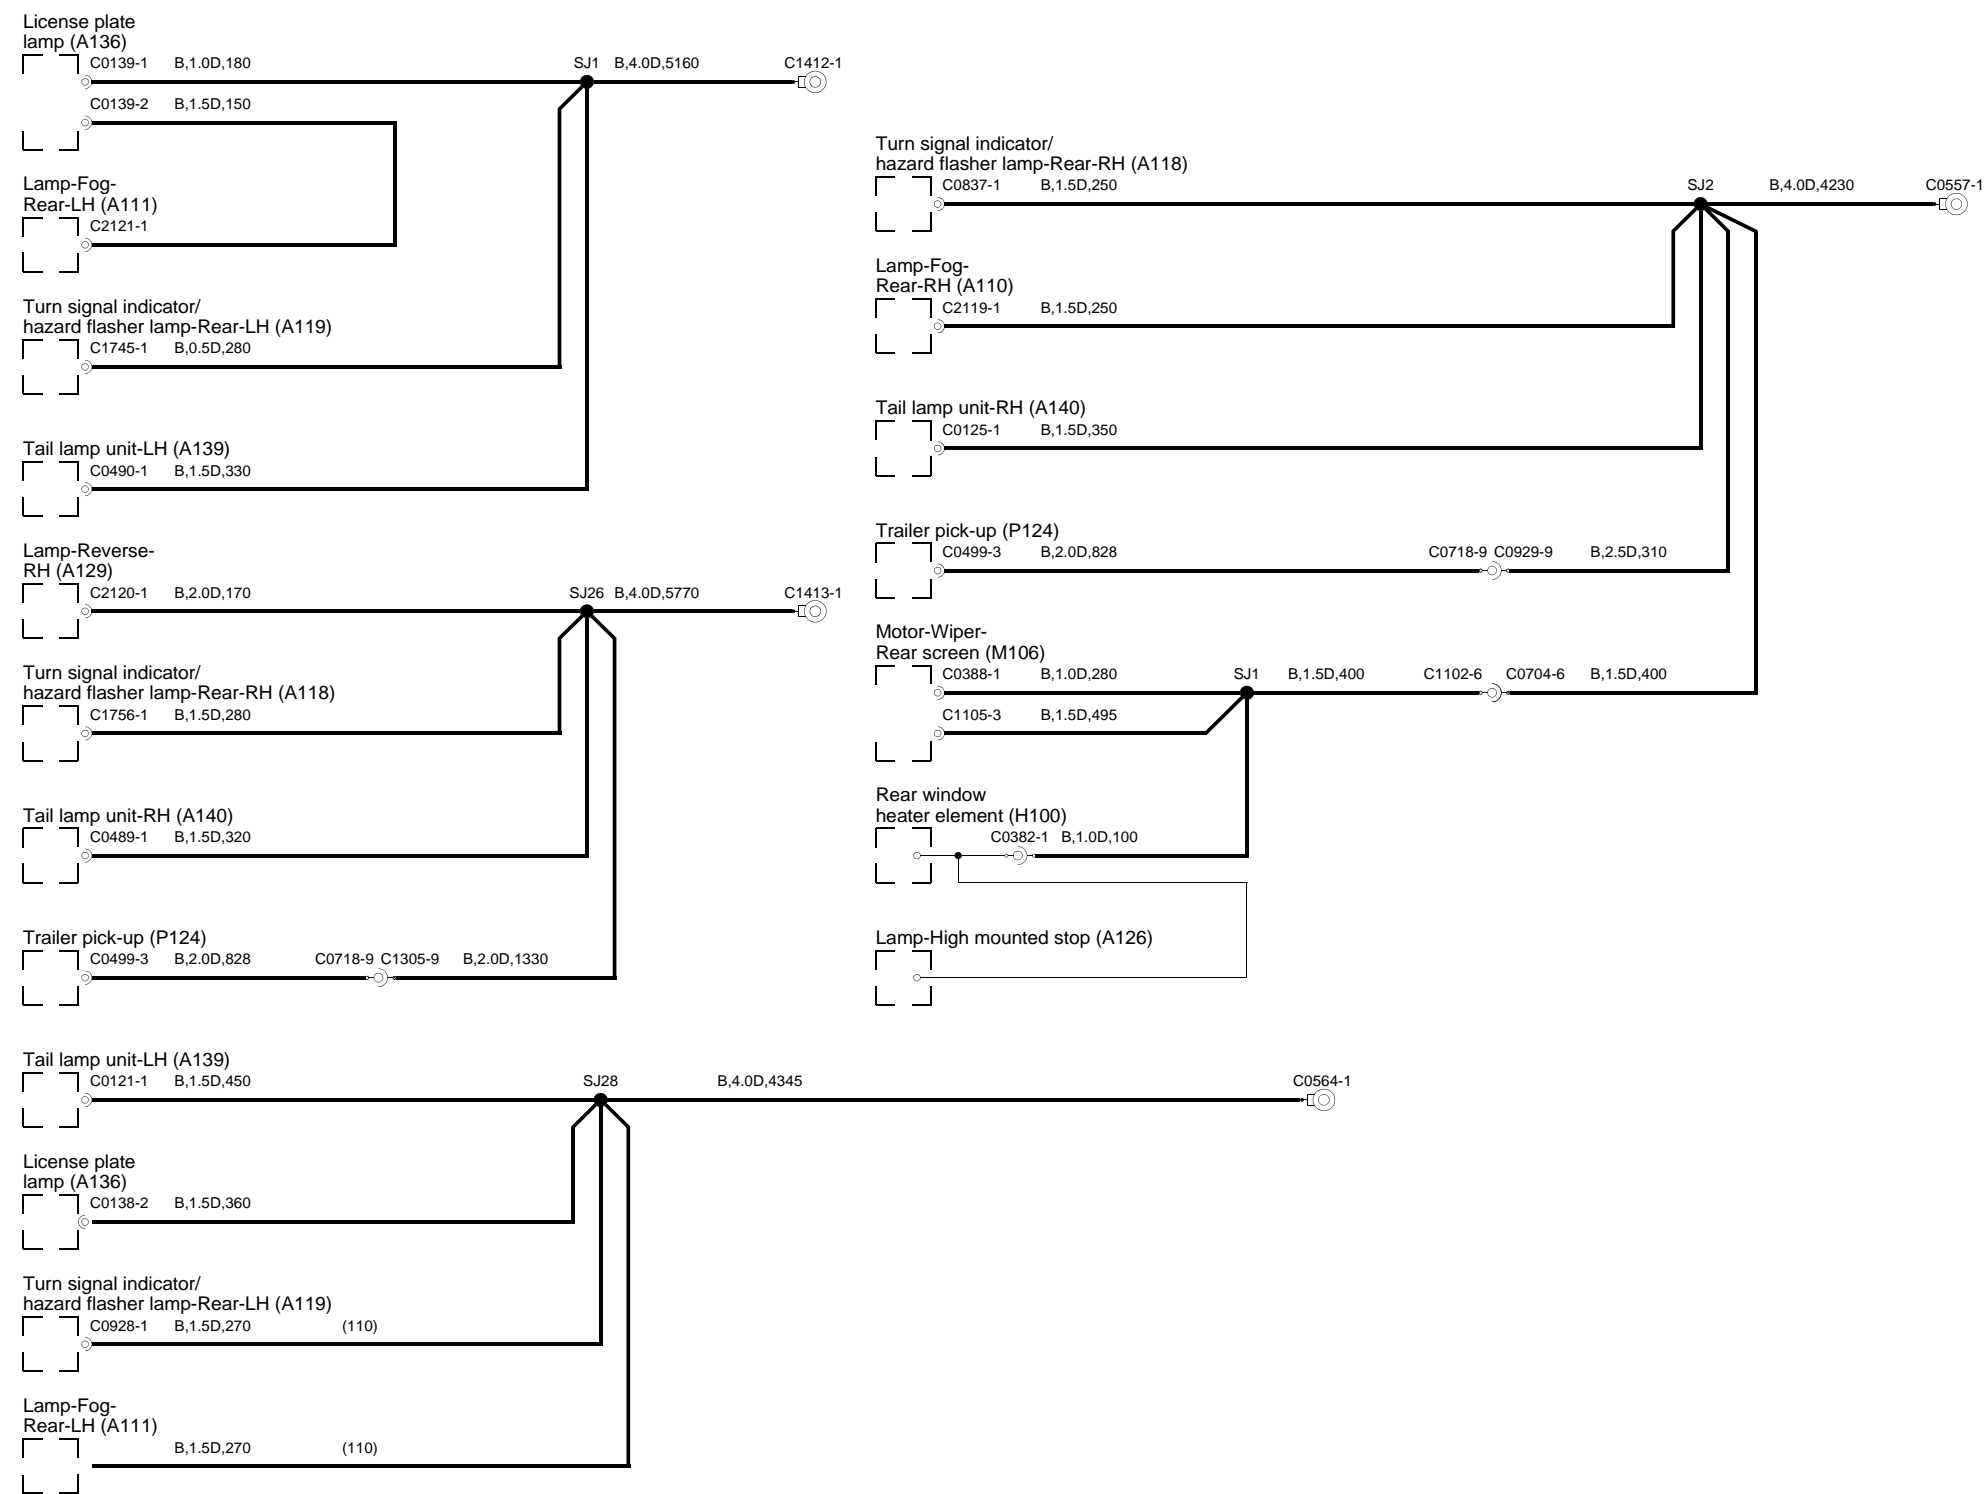 License plate
lamp (A136)
C0139-1 B,1.0D,180 SJ1 B,4.0D,5160 C1412-1
C0139-2 B,1.5D,150
Lamp-Fog-
Rear-LH (A111)
C2121-1
Turn signal indicator/
hazard flasher lamp-Rear-LH (A119)
C1745-1 B,0.5D,280
Tail lamp unit-LH (A139)
C0490-1 B,1.5D,330
Lamp-Reverse-
RH (A129)
C2120-1 B,2.0D,170 SJ26 B,4.0D,5770 C1413-1
Turn signal indicator/
hazard flasher lamp-Rear-RH (A118)
C1756-1 B,1.5D,280
Tail lamp unit-RH (A140)
C0489-1 B,1.5D,320
Trailer pick-up (P124)
C0499-3 B,2.0D,828 C0718-9 C1305-9 B,2.0D,1330
Tail lamp unit-LH (A139)
C0121-1 B,1.5D,450 SJ28 B,4.0D,4345 C0564-1
License plate
lamp (A136)
C0138-2 B,1.5D,360
Turn signal indicator/
hazard flasher lamp-Rear-LH (A119)
C0928-1 B,1.5D,270 (110)
Lamp-Fog-
Rear-LH (A111)
B,1.5D,270 (110)
Turn signal indicator/
hazard flasher lamp-Rear-RH (A118)
C0837-1 B,1.5D,250 SJ2 B,4.0D,4230 C0557-1
Lamp-Fog-
Rear-RH (A110)
C2119-1 B,1.5D,250
Tail lamp unit-RH (A140)
C0125-1 B,1.5D,350
Trailer pick-up (P124)
C0499-3 B,2.0D,828 C0718-9 C0929-9 B,2.5D,310
Motor-Wiper-
Rear screen (M106)
C0388-1 B,1.0D,280 SJ1 B,1.5D,400 C1102-6 C0704-6 B,1.5D,400
C1105-3 B,1.5D,495
Rear window
heater element (H100)
C0382-1 B,1.0D,100
Lamp-High mounted stop (A126)